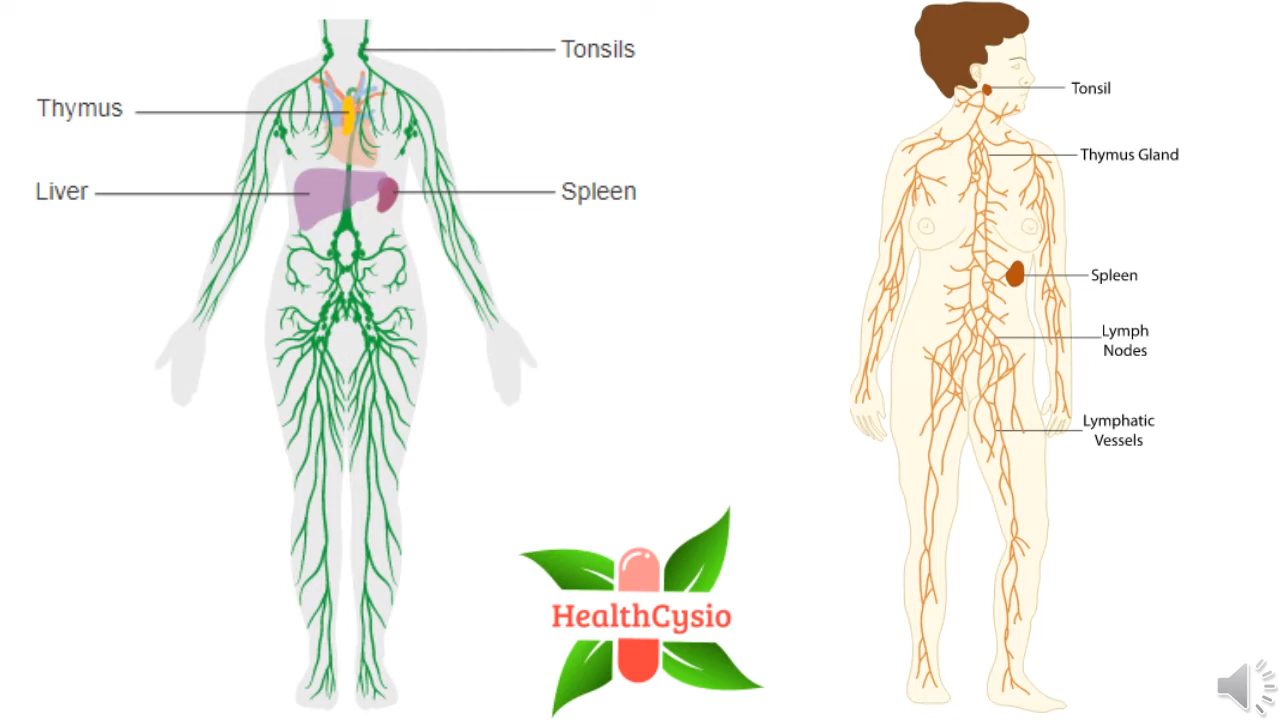 Tonsils
Thymus
Liver
Spleen
HealthCysio
Tonsil
Thymus Gland
Spleen
Lymph
Nodes
Lymphatic
Vessels